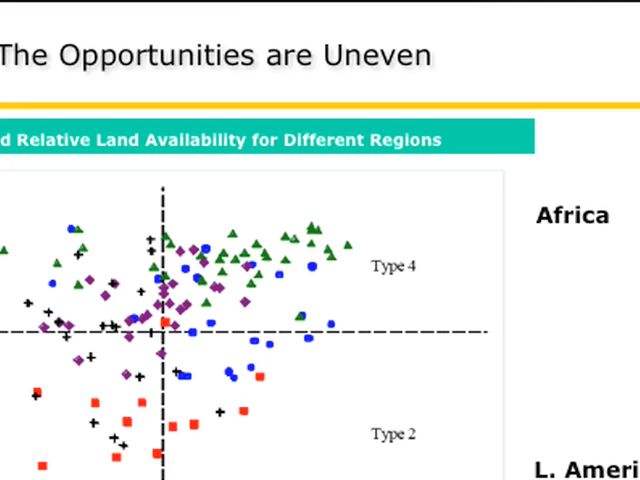 The Opportunities are Uneven
d Relative Land Availability for Different Regions
Africa
Type 4
Type 2
L. Ameri